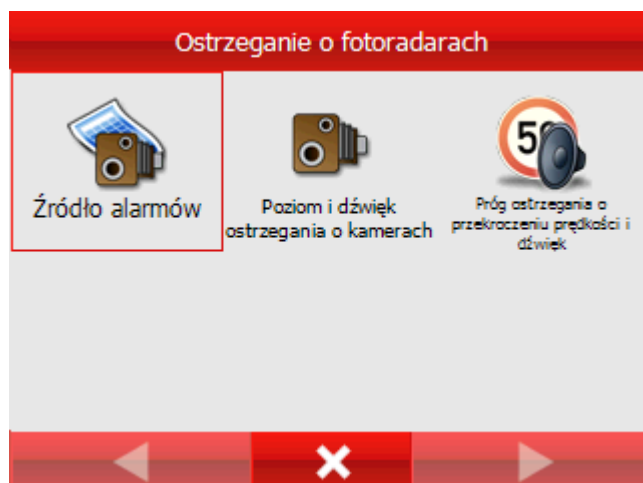 Ostrzeganie o fotoradarach
Źródło alarmów
Poziom i dźwięk
ostrzegania o kamerach
50
Próg ostrzegania o
przekroczeniu prędkości i
dźwięk